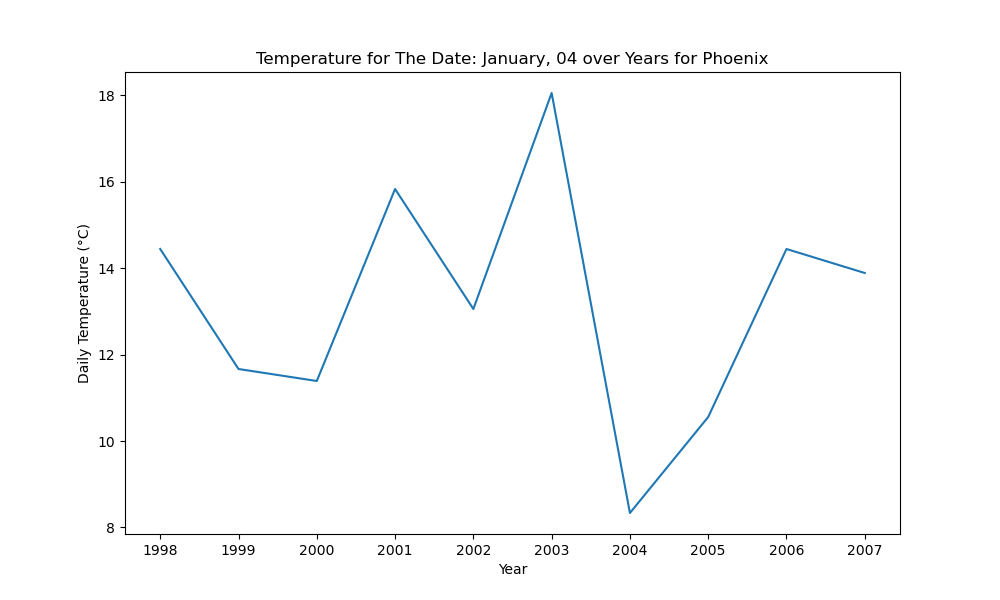 Temperature for The Date: January, 04 over Years for Phoenix
Daily Temperature (°C)
18
16
14
12
10
8
1998 1999 2000 2001 2002 2003 2004 2005 2006 2007
Year